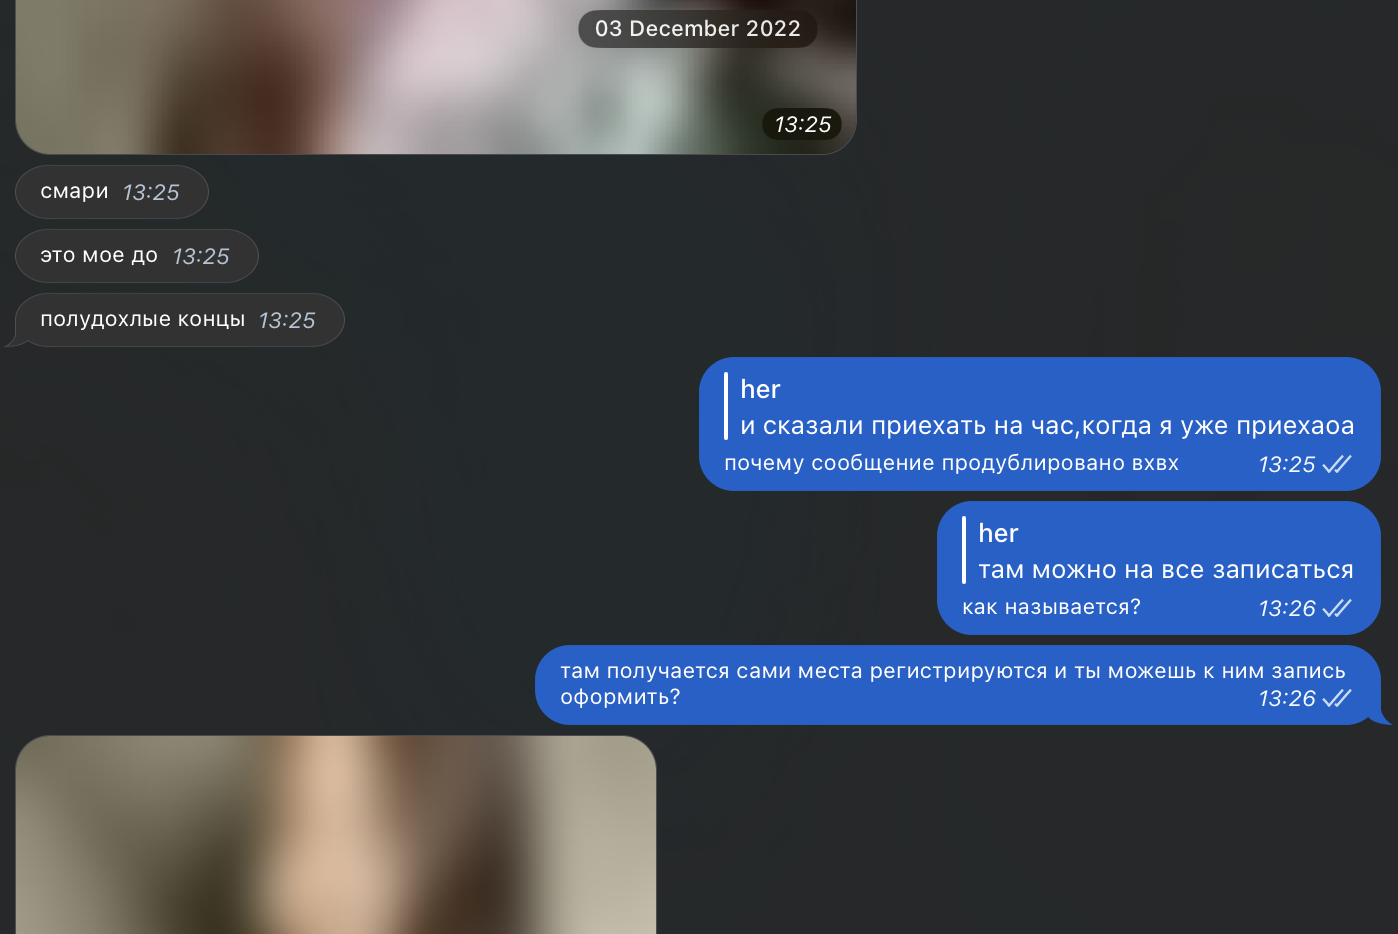 03 December 2022
13:25
смари 13:25
это мое до 13:25
полудохлые концы 13:25
her
и сказали приехать на час,когда я уже приехаоа
почему сообщение продублировано вхвх 13:25
her
там можно на все записаться
как называется? 13:26
там получается сами места регистрируются и ты можешь к ним запись
оформить? 13:26